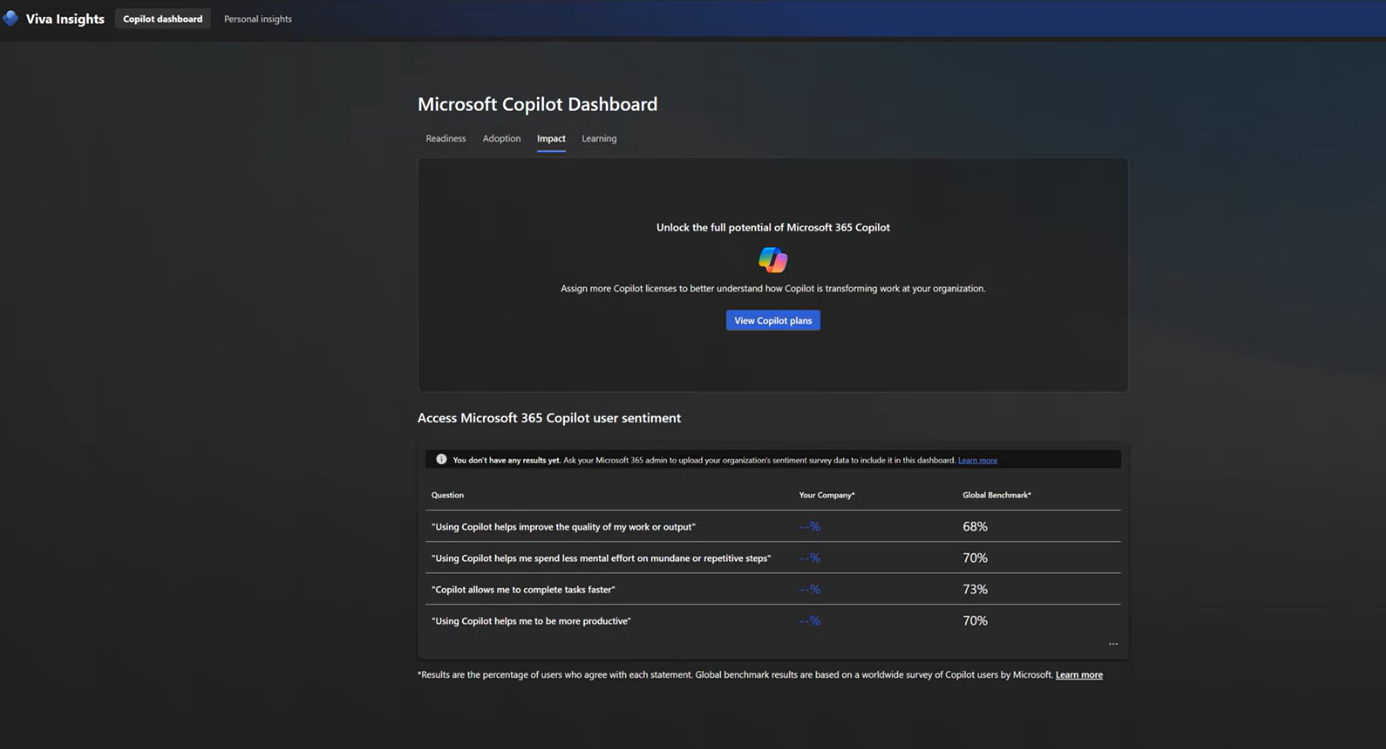 Viva Insights Copilot dashboard Personal insights
Microsoft Copilot Dashboard
Readiness Adoption Impact Learning
Unlock the full potential of Microsoft 365 Copilot
Assign more Copilot licenses to better understand how Copilot is transforming work at your organization.
View Copilot plans
Access Microsoft 365 Copilot user sentiment
You don't have any results yet. Ask your Microsoft 365 admin to upload your organization's sentiment survey data to include it in this dashboard. Learn more
Question Your Company* Global Benchmark*
"Using Copilot helps improve the quality of my work or output" --% 68%
"Using Copilot helps me spend less mental effort on mundane or repetitive steps" --% 70%
"Copilot allows me to complete tasks faster" --% 73%
"Using Copilot helps me to be more productive" --% 70%
...
*Results are the percentage of users who agree with each statement. Global benchmark results are based on a worldwide survey of Copilot users by Microsoft. Learn more